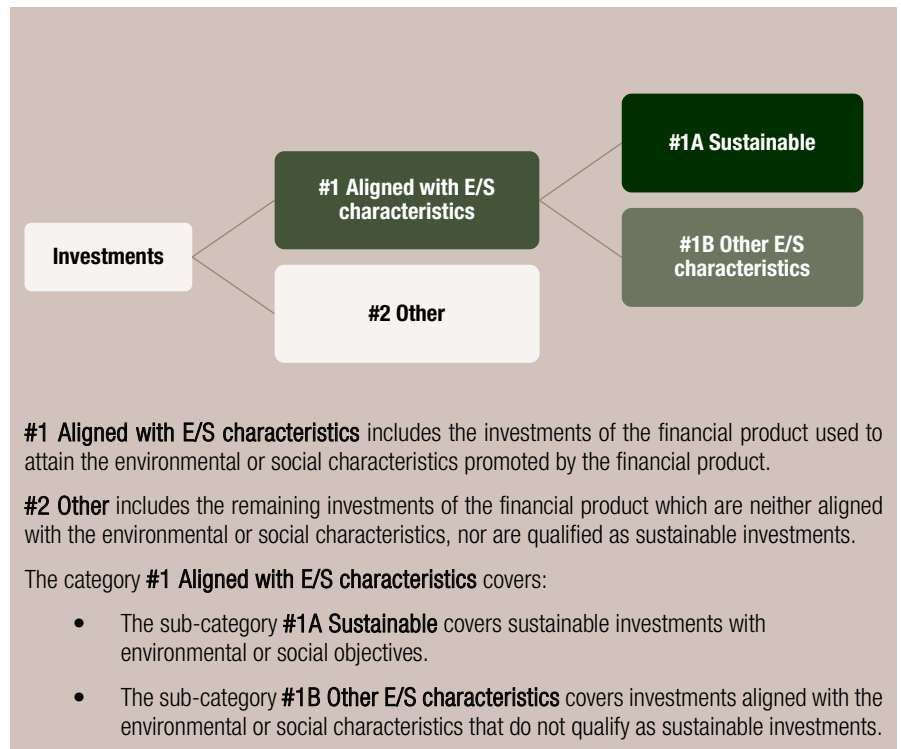 #1A Sustainable
#1 Aligned with E/S
characteristics
#1B Other E/S
characteristics
Investments
#2 Other
#1 Aligned with E/S characteristics includes the investments of the financial product used to
attain the environmental or social characteristics promoted by the financial product.
#2 Other includes the remaining investments of the financial product which are neither aligned
with the environmental or social characteristics, nor are qualified as sustainable investments.
The category #1 Aligned with E/S characteristics covers:
• The sub-category #1A Sustainable covers sustainable investments with
environmental or social objectives.
• The sub-category #1B Other E/S characteristics covers investments aligned with the
environmental or social characteristics that do not qualify as sustainable investments.